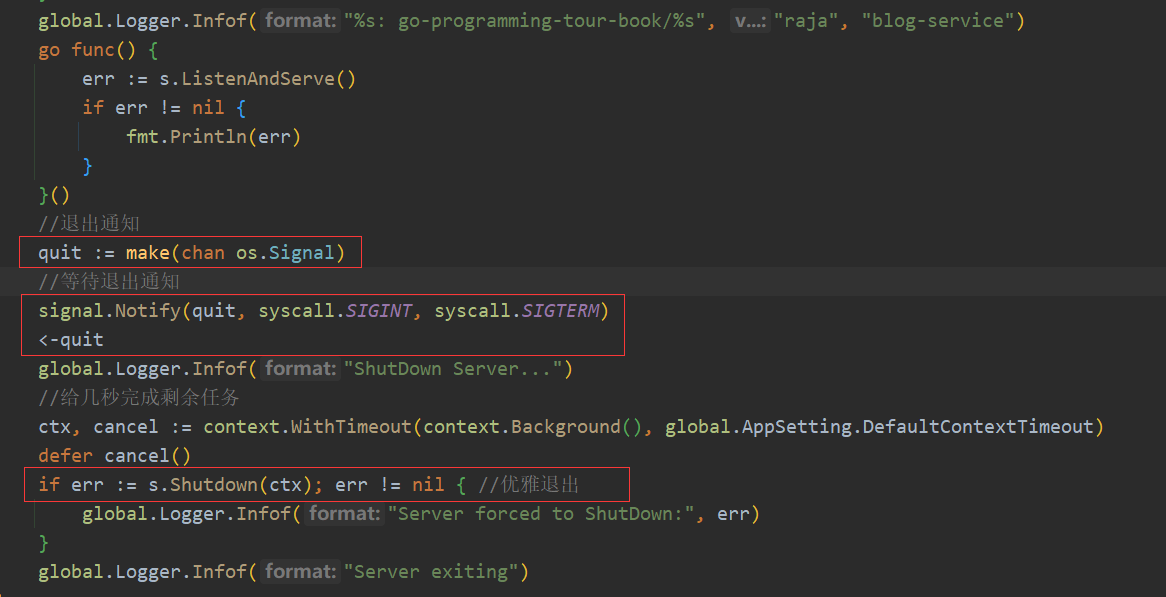 global.Logger.Infof( format: "%s: go-programming-tour-book/%s", v...: "raja", "blog-service")
go func() {
err := s.ListenAndServe()
if err != nil {
fmt.Println(err)
}
}()
//退出通知
quit := make(chan os.Signal)
//等待退出通知
signal.Notify(quit, syscall.SIGINT, syscall.SIGTERM)
<-quit
global.Logger.Infof( format: "ShutDown Server...")
//给几秒完成剩余任务
ctx, cancel := context.WithTimeout(context.Background(), global.AppSetting.DefaultContextTimeout)
defer cancel()
if err := s.Shutdown(ctx); err != nil { //优雅退出
global.Logger.Infof( format: "Server forced to ShutDown:", err)
}
global.Logger.Infof( format: "Server exiting")